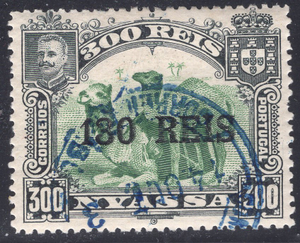 300 REIS
CORREIOS
PORTUGAL
130 REIS
300 NYASSA 300